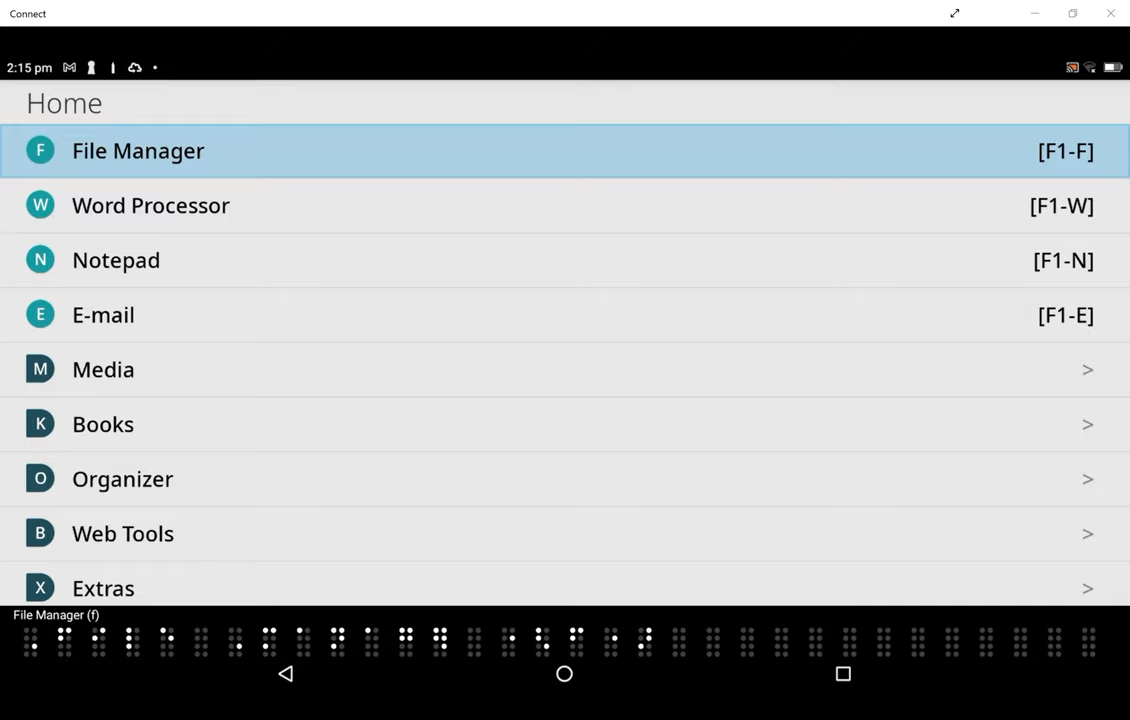 Connect
2:15 pm
Home
F File Manager [F1-F]
W Word Processor [F1-W]
N Notepad [F1-N]
E E-mail [F1-E]
M Media >
K Books >
O Organizer >
B Web Tools >
X Extras >
File Manager (f)